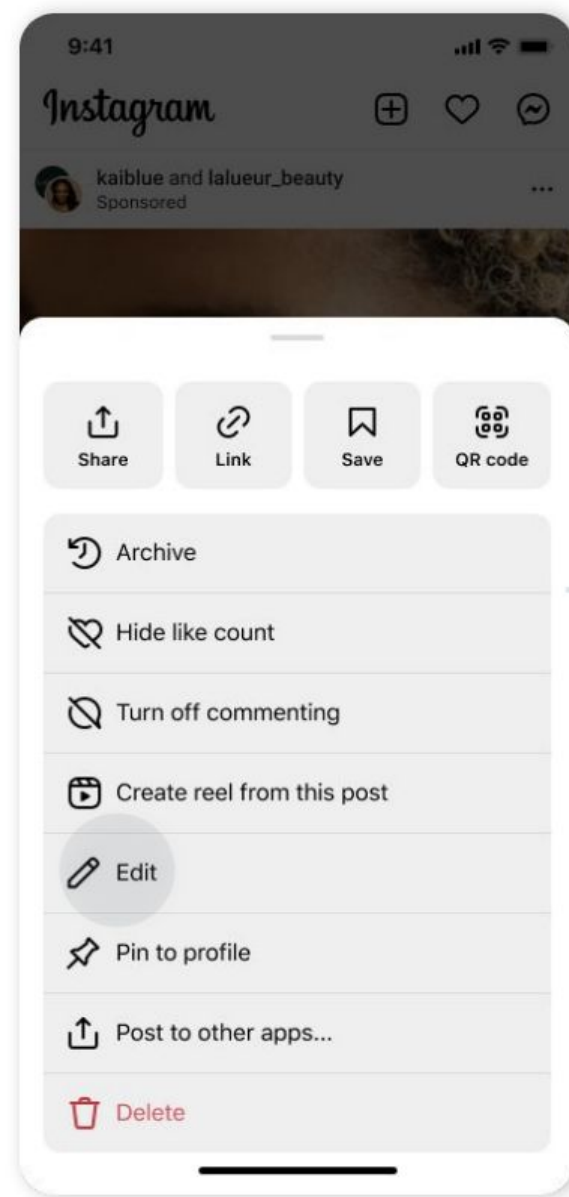 9:41
Instagram
kaiblue and lalueur_beauty
Sponsored
Share
Link
Save
QR code
Archive
Hide like count
Turn off commenting
Create reel from this post
Edit
Pin to profile
Post to other apps...
Delete